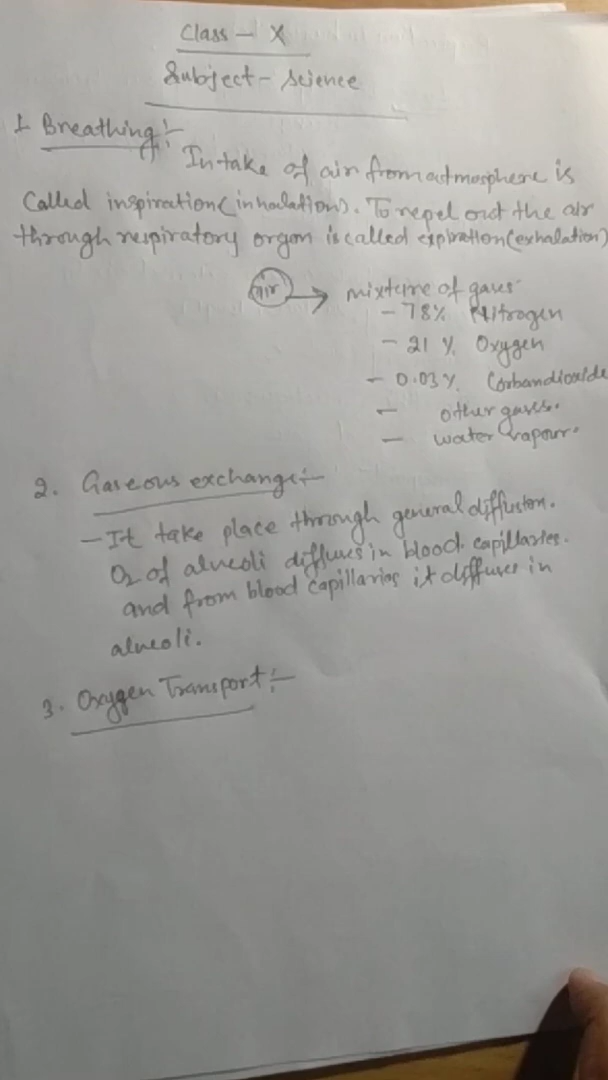 Class - X
Subject - Science
1. Breathing :-
Intake of air from atmosphere is
Called inspiration (inhalation). To repel out the air
through respiratory organ is called expiration (exhalation)
air → mixture of gases
- 78% Nitrogen
- 21 % Oxygen
- 0.03 % Corbandioxide
- other gases.
- water vapour.
2. Gaseous exchange :-
- It take place through general diffusion.
O2 of alveoli diffuses in blood capillaries.
and from blood capillaries it diffuses in
alveoli.
3. Oxygen Transport :-